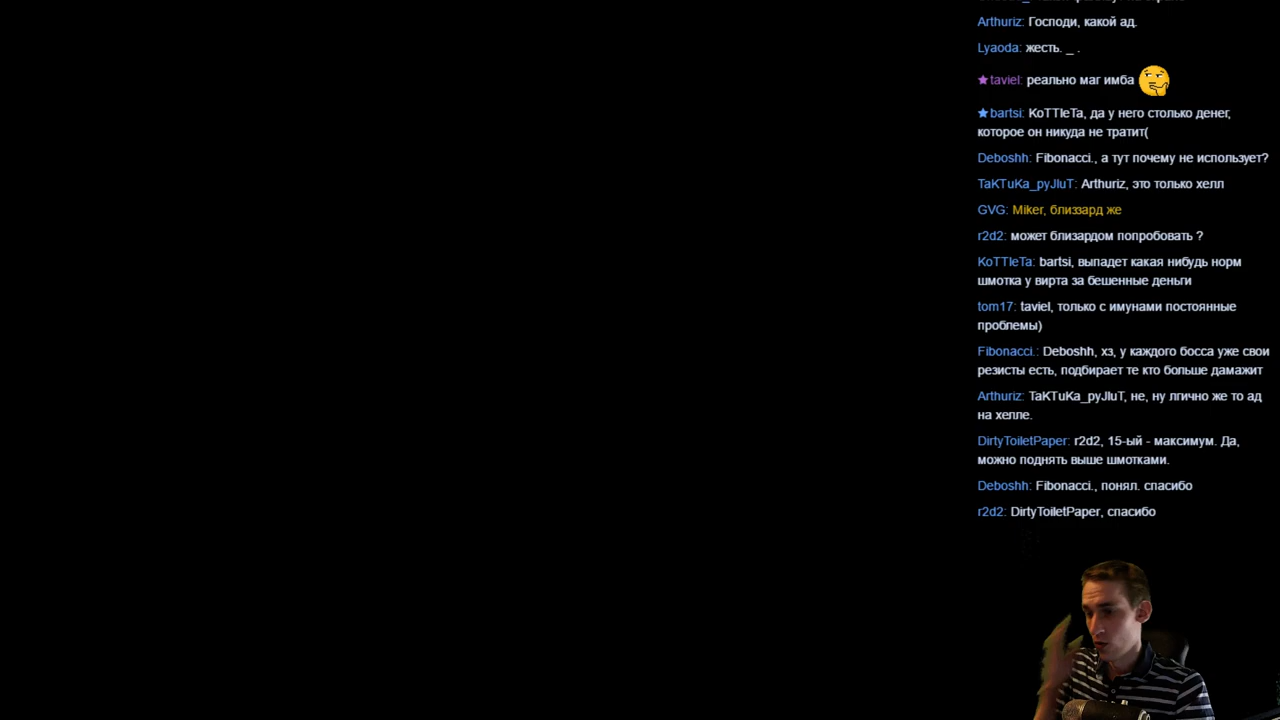 Arthuriz: Господи, какой ад.
Lyaoda: жесть. _ .
taviel: реально маг имба
bartsi: KoTTleTa, да у него столько денег,
которое он никуда не тратит(
Deboshh: Fibonacci., а тут почему не использует?
TaKTuKa_pyJluT: Arthuriz, это только хелл
GVG: Miker, близзард же
r2d2: может близардом попробовать ?
KoTTleTa: bartsi, выпадет какая нибудь норм
шмотка у вирта за бешенные деньги
tom17: taviel, только с имунами постоянные
проблемы)
Fibonacci.: Deboshh, хз, у каждого босса уже свои
резисты есть, подбирает те кто больше дамажит
Arthuriz: TaKTuKa_pyJluT, не, ну лгично же то ад
на хелле.
DirtyToiletPaper: r2d2, 15-ый - максимум. Да,
можно поднять выше шмотками.
Deboshh: Fibonacci., понял. спасибо
r2d2: DirtyToiletPaper, спасибо